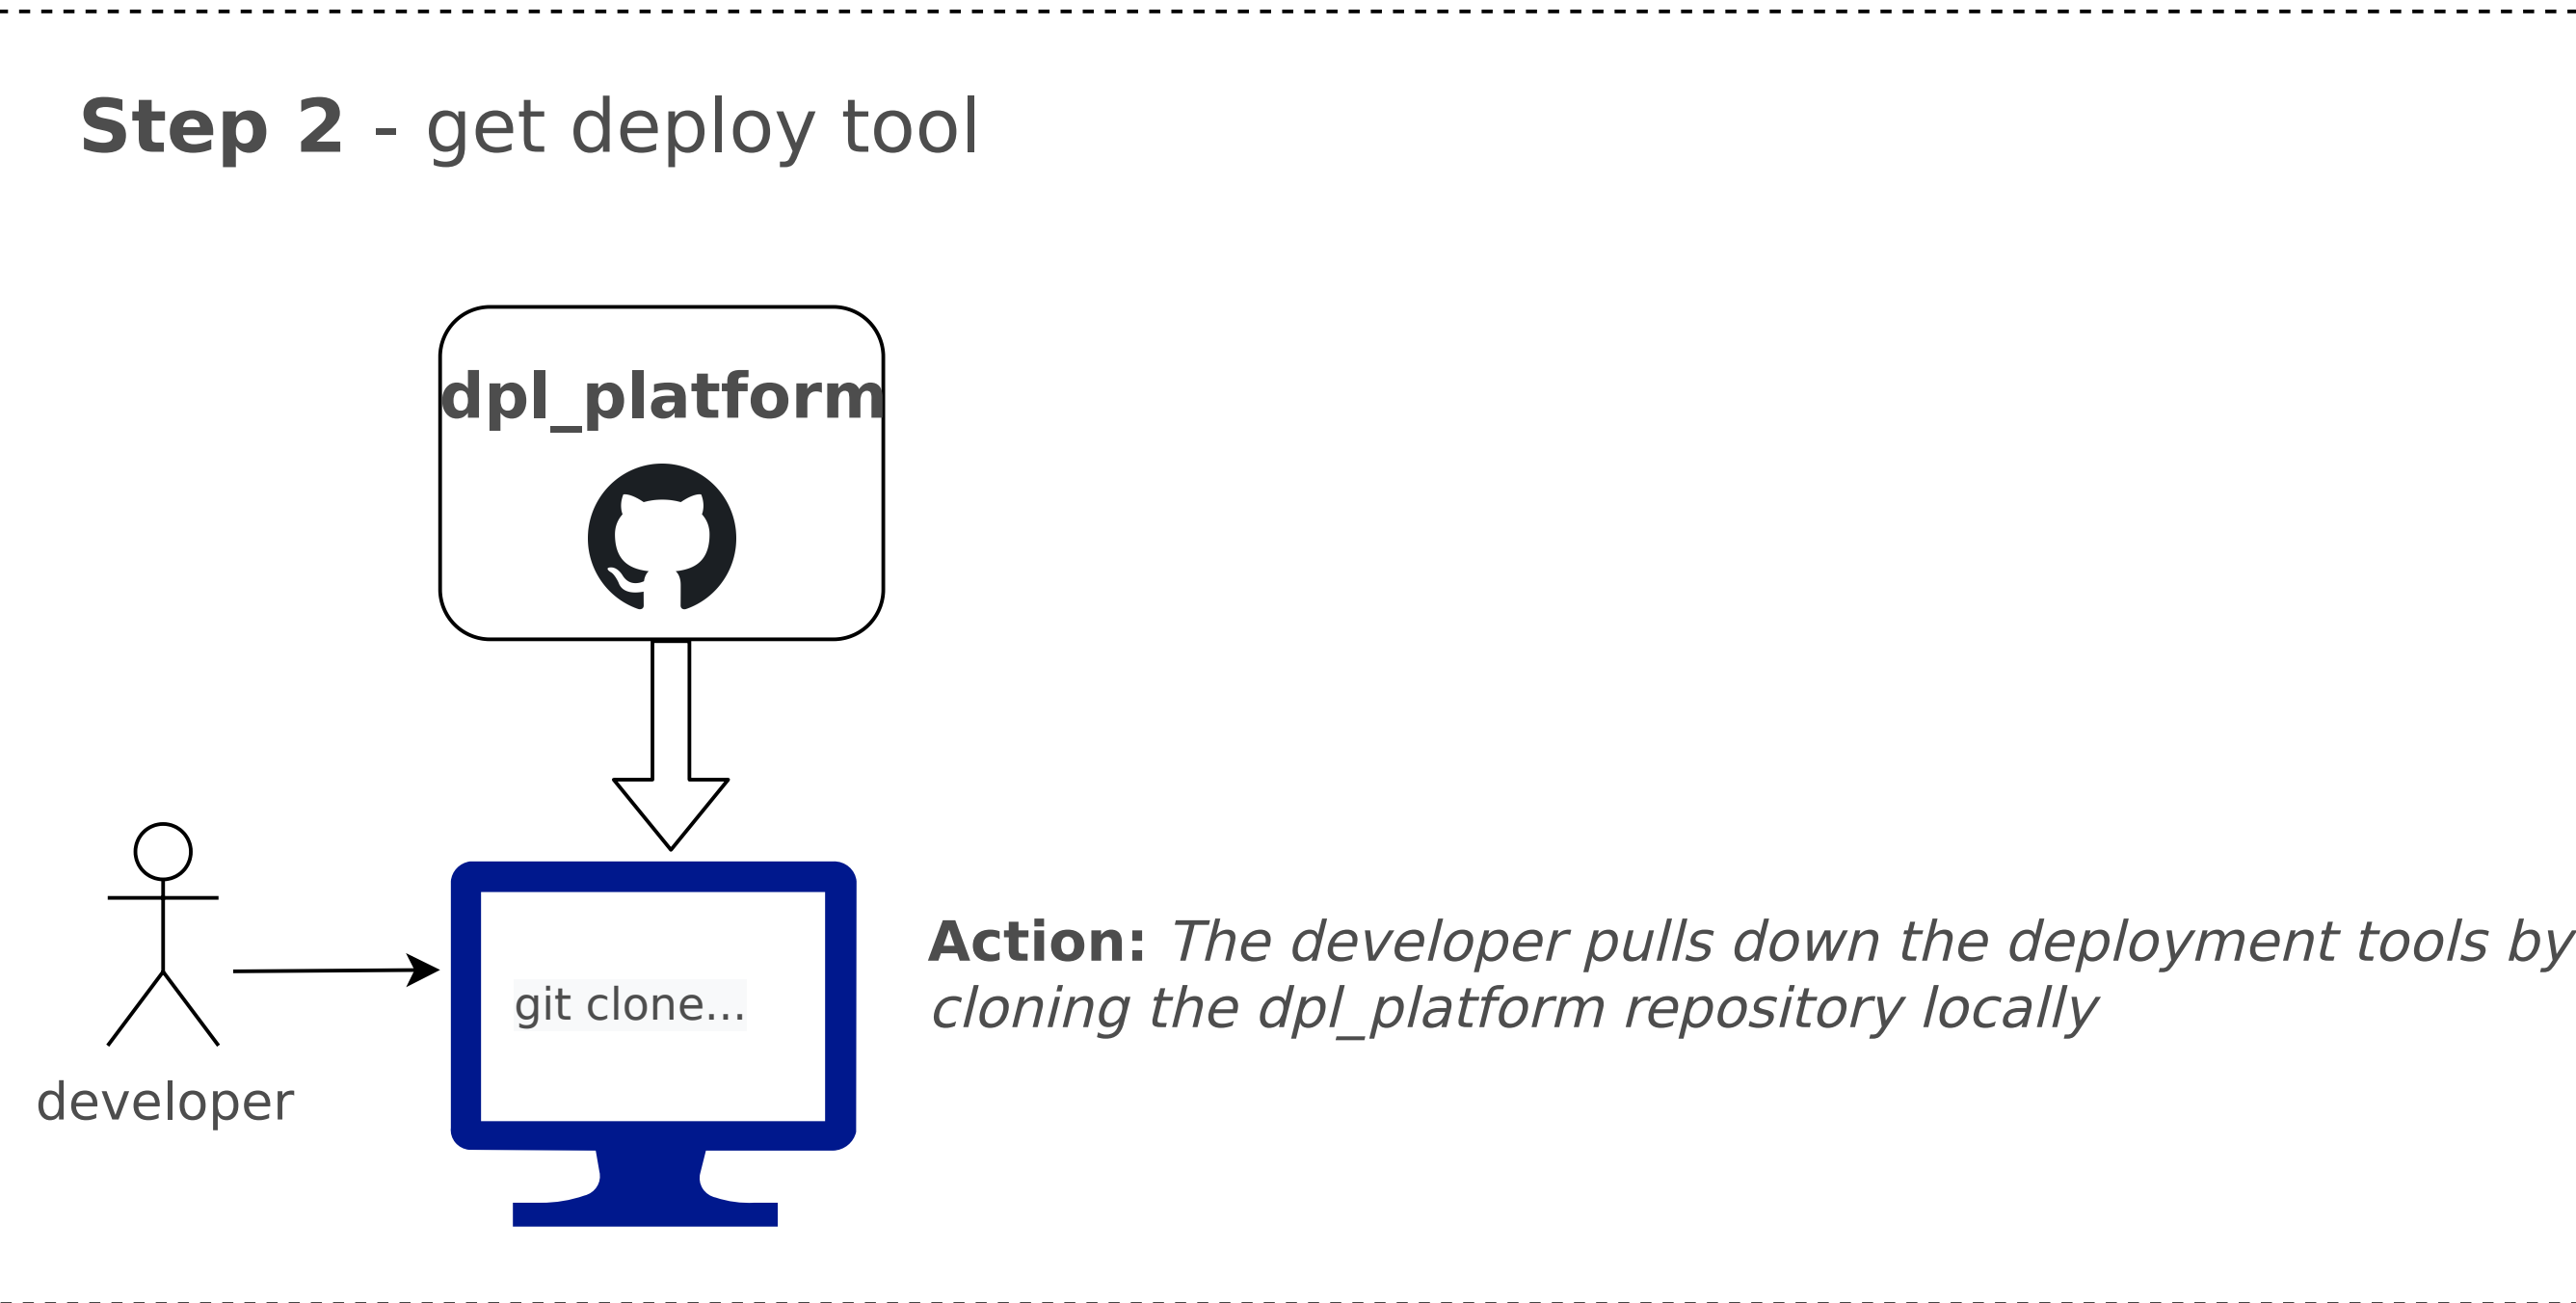 Step 2 - get deploy tool
dpl_platform
git clone...
developer
Action: The developer pulls down the deployment tools by
cloning the dpl_platform repository locally